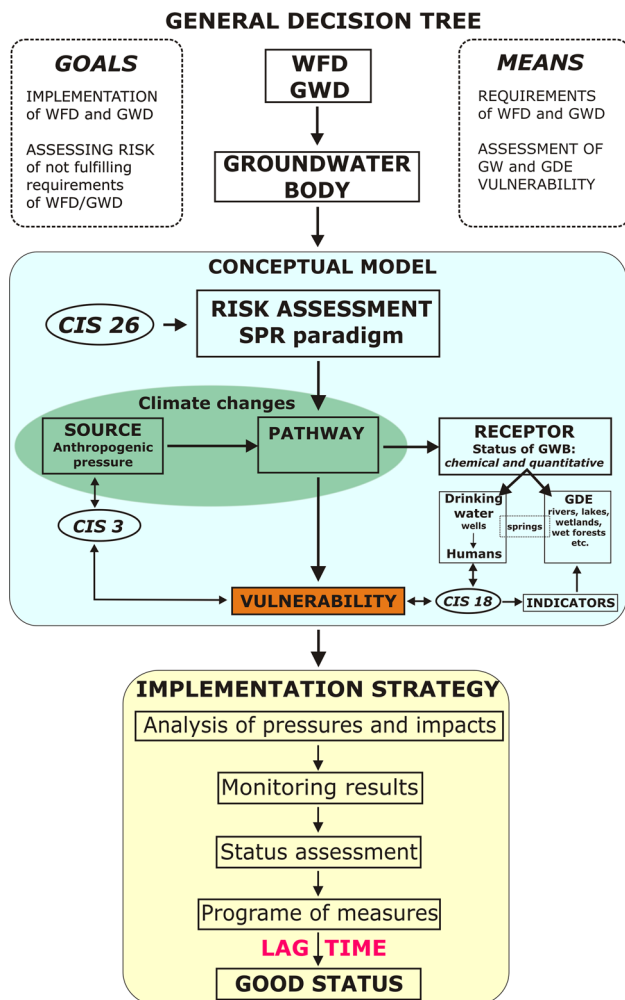 GENERAL DECISION TREE
GOALS
IMPLEMENTATION
of WFD and GWD
ASSESSING RISK
of not fulfilling
requirements
of WFD/GWD
WFD
GWD
MEANS
REQUIREMENTS
of WFD and GWD
ASSESSMENT OF
GW and GDE
VULNERABILITY
GROUNDWATER
BODY
CONCEPTUAL MODEL
CIS 26
RISK ASSESSMENT
SPR paradigm
Climate changes
SOURCE
Anthropogenic
pressure
PATHWAY
RECEPTOR
Status of GWB:
chemical and quantitative
Drinking
water
wells
Humans
springs
GDE
rivers, lakes,
wetlands,
wet forests
etc.
CIS 3
VULNERABILITY
CIS 18
INDICATORS
IMPLEMENTATION STRATEGY
Analysis of pressures and impacts
Monitoring results
Status assessment
Programe of measures
LAG TIME
GOOD STATUS